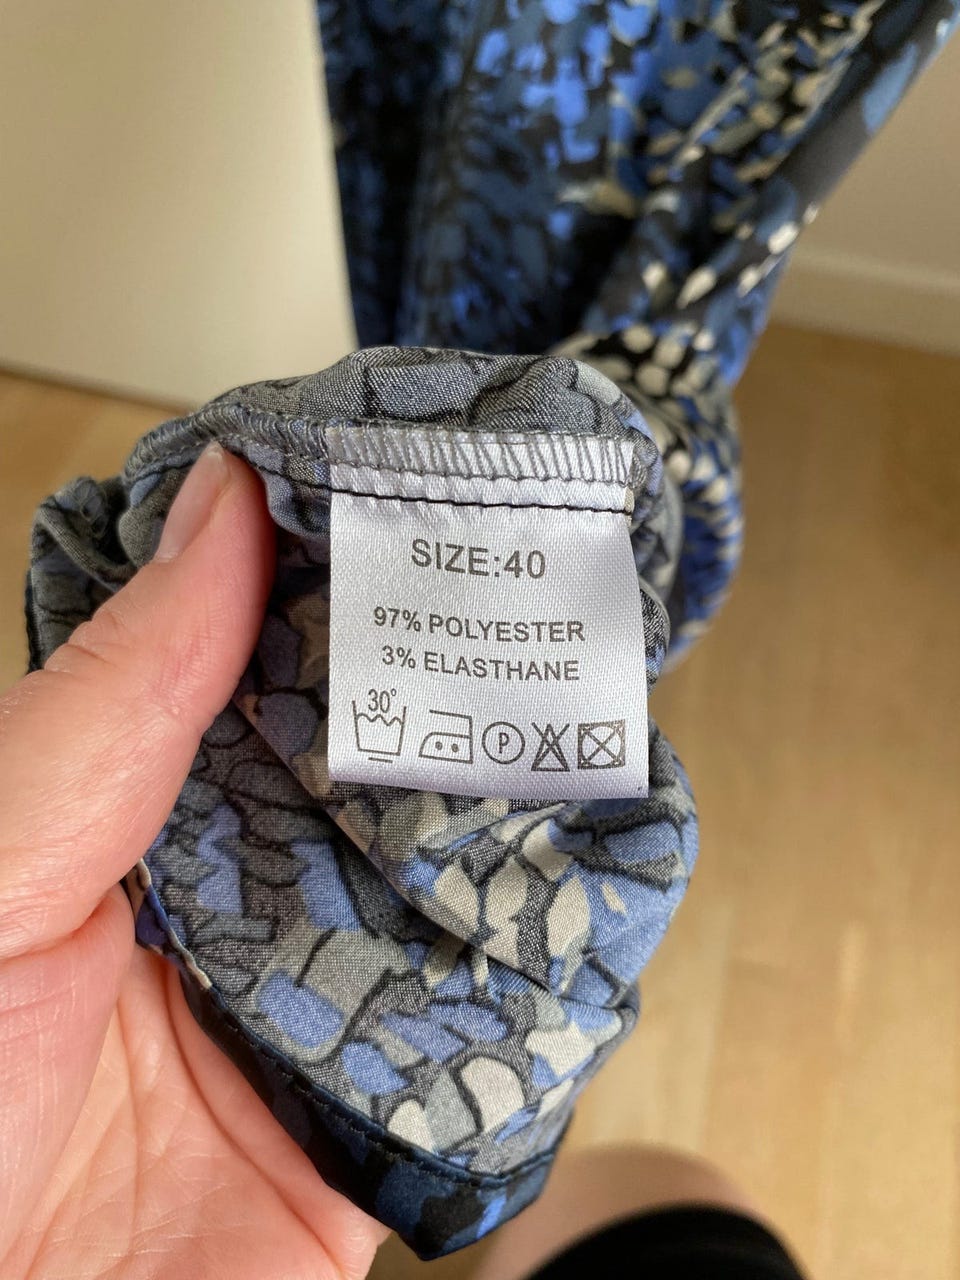 SIZE:40
97% POLYESTER
3% ELASTHANE
30°
P